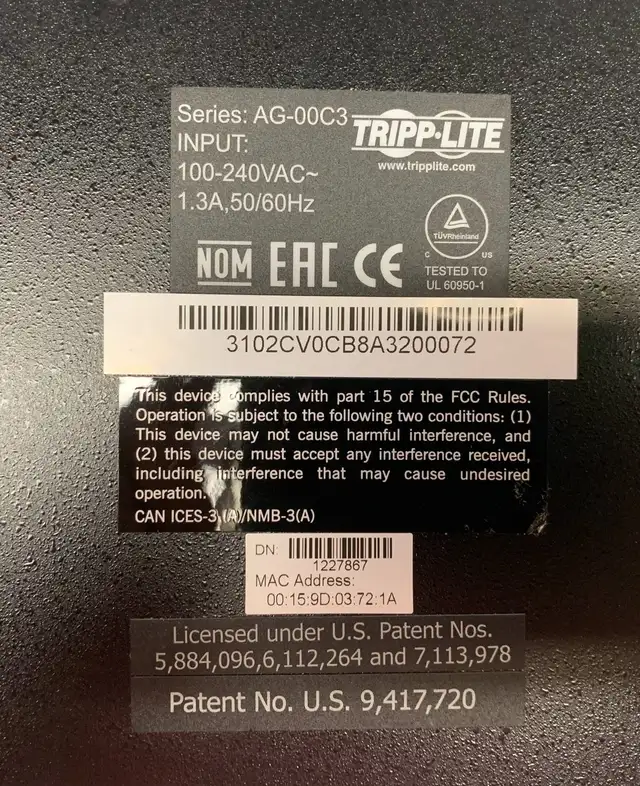 Series: AG-00C3
TRIPP·LITE
INPUT:
www.tripplite.com
100-240VAC~
1.3A,50/60Hz
TÜVRheinland
C US
NOM EAC CE
TESTED TO
UL 60950-1
3102CV0CB8A3200072
This device complies with part 15 of the FCC Rules.
Operation is subject to the following two conditions: (1)
This device may not cause harmful interference, and
(2) this device must accept any interference received,
including interference that may cause undesired
operation.
CAN ICES-3 (A)/NMB-3(A)
DN:
1227867
MAC Address:
00:15:9D:03:72:1A
Licensed under U.S. Patent Nos.
5,884,096,6,112,264 and 7,113,978
Patent No. U.S. 9,417,720